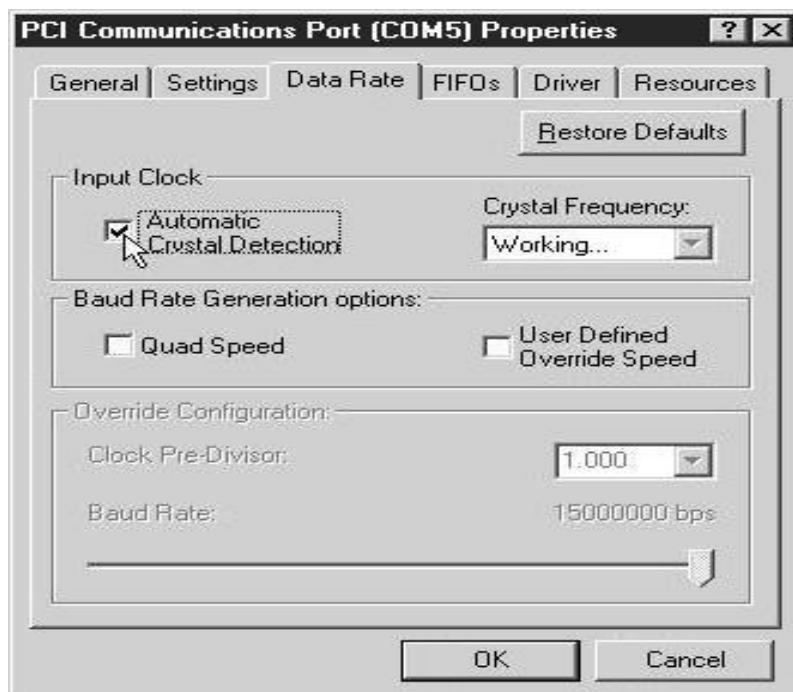 PCI Communications Port (COM5) Properties
General Settings Data Rate FIFOs Driver Resources
Restore Defaults
Input Clock
Automatic
Crystal Detection
Crystal Frequency:
Working...
Baud Rate Generation options:
Quad Speed
User Defined
Override Speed
Override Configuration:
Clock Pre-Divisor:
1.000
Baud Rate:
15000000 bps
OK
Cancel